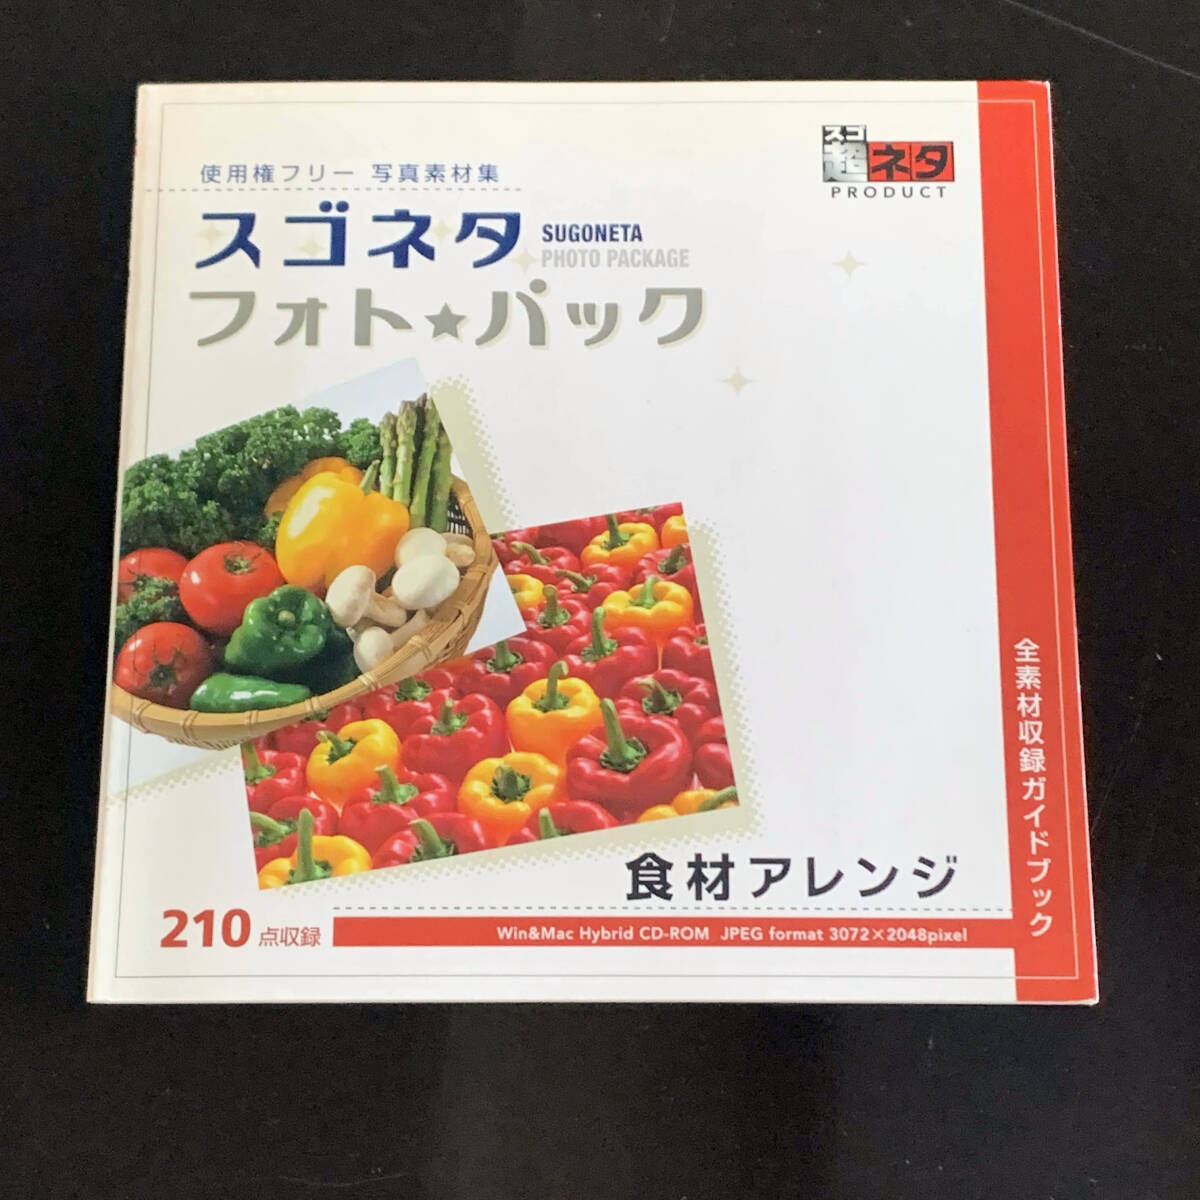 使用権フリー 写真素材集
スゴネタ
SUGONETA
PHOTO PACKAGE
フォト★パック
スゴ
超ネタ
PRODUCT
全素材収録ガイドブック
食材アレンジ
210点収録
Win&Mac Hybrid CD-ROM JPEG format 3072×2048pixel